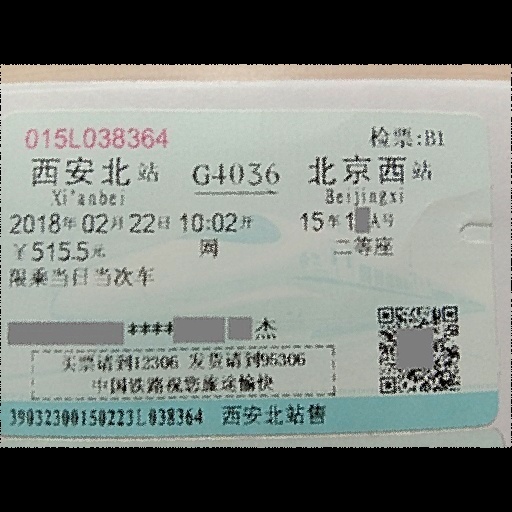 015L038364 检票:B1
西安北站 G4036 北京西站
Xi'anbei Beijingxi
2018年02月22日 10:02开 15车1 A号
￥515.5元 网 二等座
限乘当日当次车
**** 杰
买票请到12306 发货请到95306
中国铁路祝您旅途愉快
39032300150223L038364 西安北站售